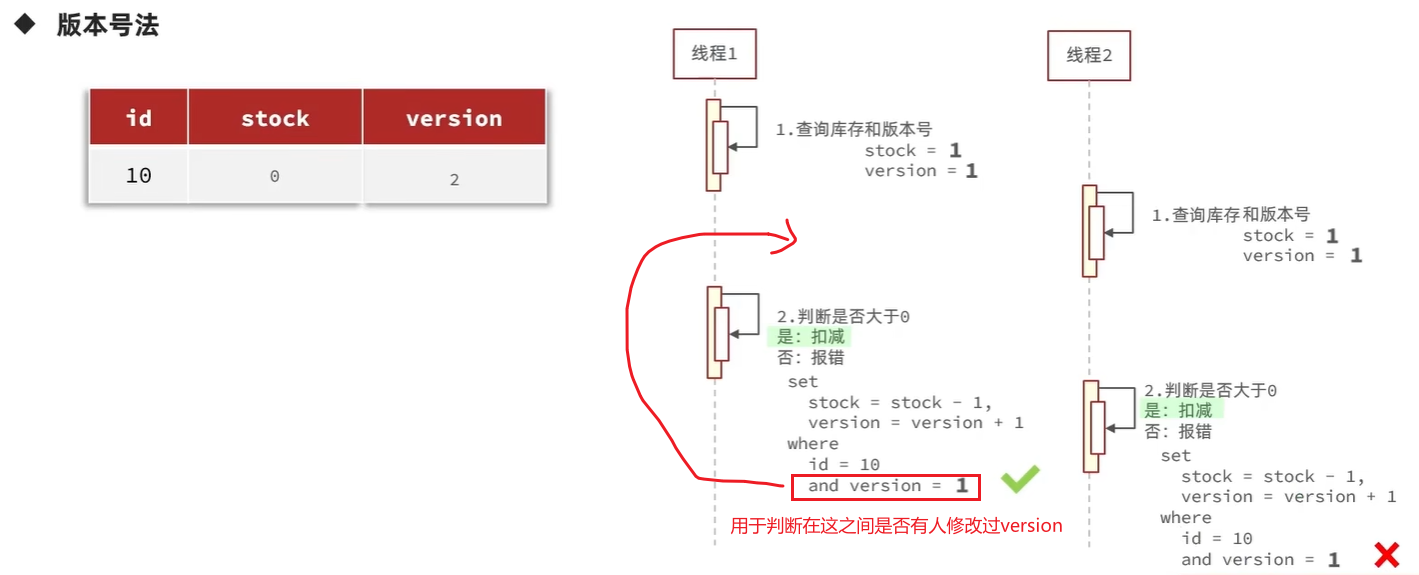 ◆ 版本号法
id stock version
10 0 2
线程1
1.查询库存和版本号
stock = 1
version = 1
2.判断是否大于0
是：扣减
否：报错
set
stock = stock - 1,
version = version + 1
where
id = 10
and version = 1
用于判断在这之间是否有人修改过version
线程2
1.查询库存和版本号
stock = 1
version = 1
2.判断是否大于0
是：扣减
否：报错
set
stock = stock - 1,
version = version + 1
where
id = 10
and version = 1